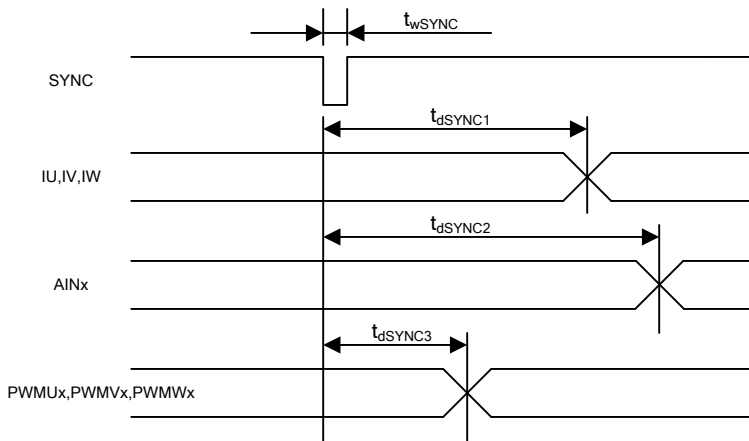 twSYNC
SYNC
tdSYNC1
IU,IV,IW
tdSYNC2
AINx
tdSYNC3
PWMUx,PWMVx,PWMWx